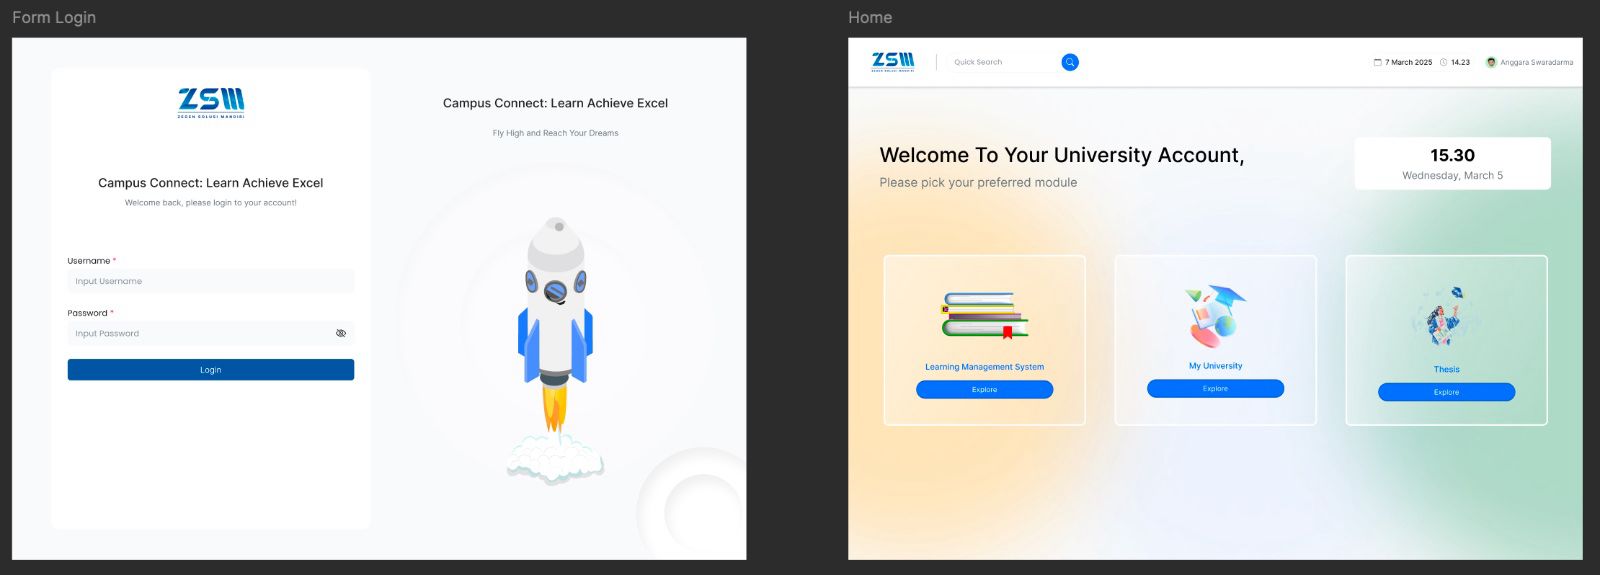 Form Login
ZSM
ZEGEN SOLUSI MANDIRI
Campus Connect: Learn Achieve Excel
Welcome back, please login to your account!
Username *
Input Username
Password *
Input Password
Login
Campus Connect: Learn Achieve Excel
Fly High and Reach Your Dreams
Home
ZSM
ZEGEN SOLUSI MANDIRI
Quick Search
7 March 2025
14.23
Anggara Swaradarma
Welcome To Your University Account,
Please pick your preferred module
15.30
Wednesday, March 5
Learning Management System
Explore
My University
Explore
Thesis
Explore